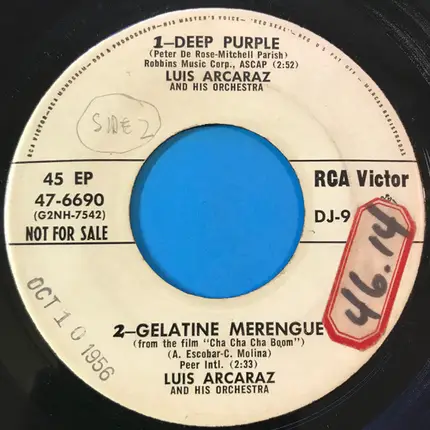 1—DEEP PURPLE
(Peter De Rose-Mitchell Parish)
Robbins Music Corp., ASCAP (2:52)
LUIS ARCARAZ
AND HIS ORCHESTRA
SIDE 2
45 EP
47-6690
(G2NH-7542)
NOT FOR SALE
RCA Victor
DJ-9
46.14
OCT 10 1956
2—GELATINE MERENGUE
(from the film "Cha Cha Cha Boom")
(A. Escobar-C. Molina)
Peer Intl. (2:33)
LUIS ARCARAZ
AND HIS ORCHESTRA